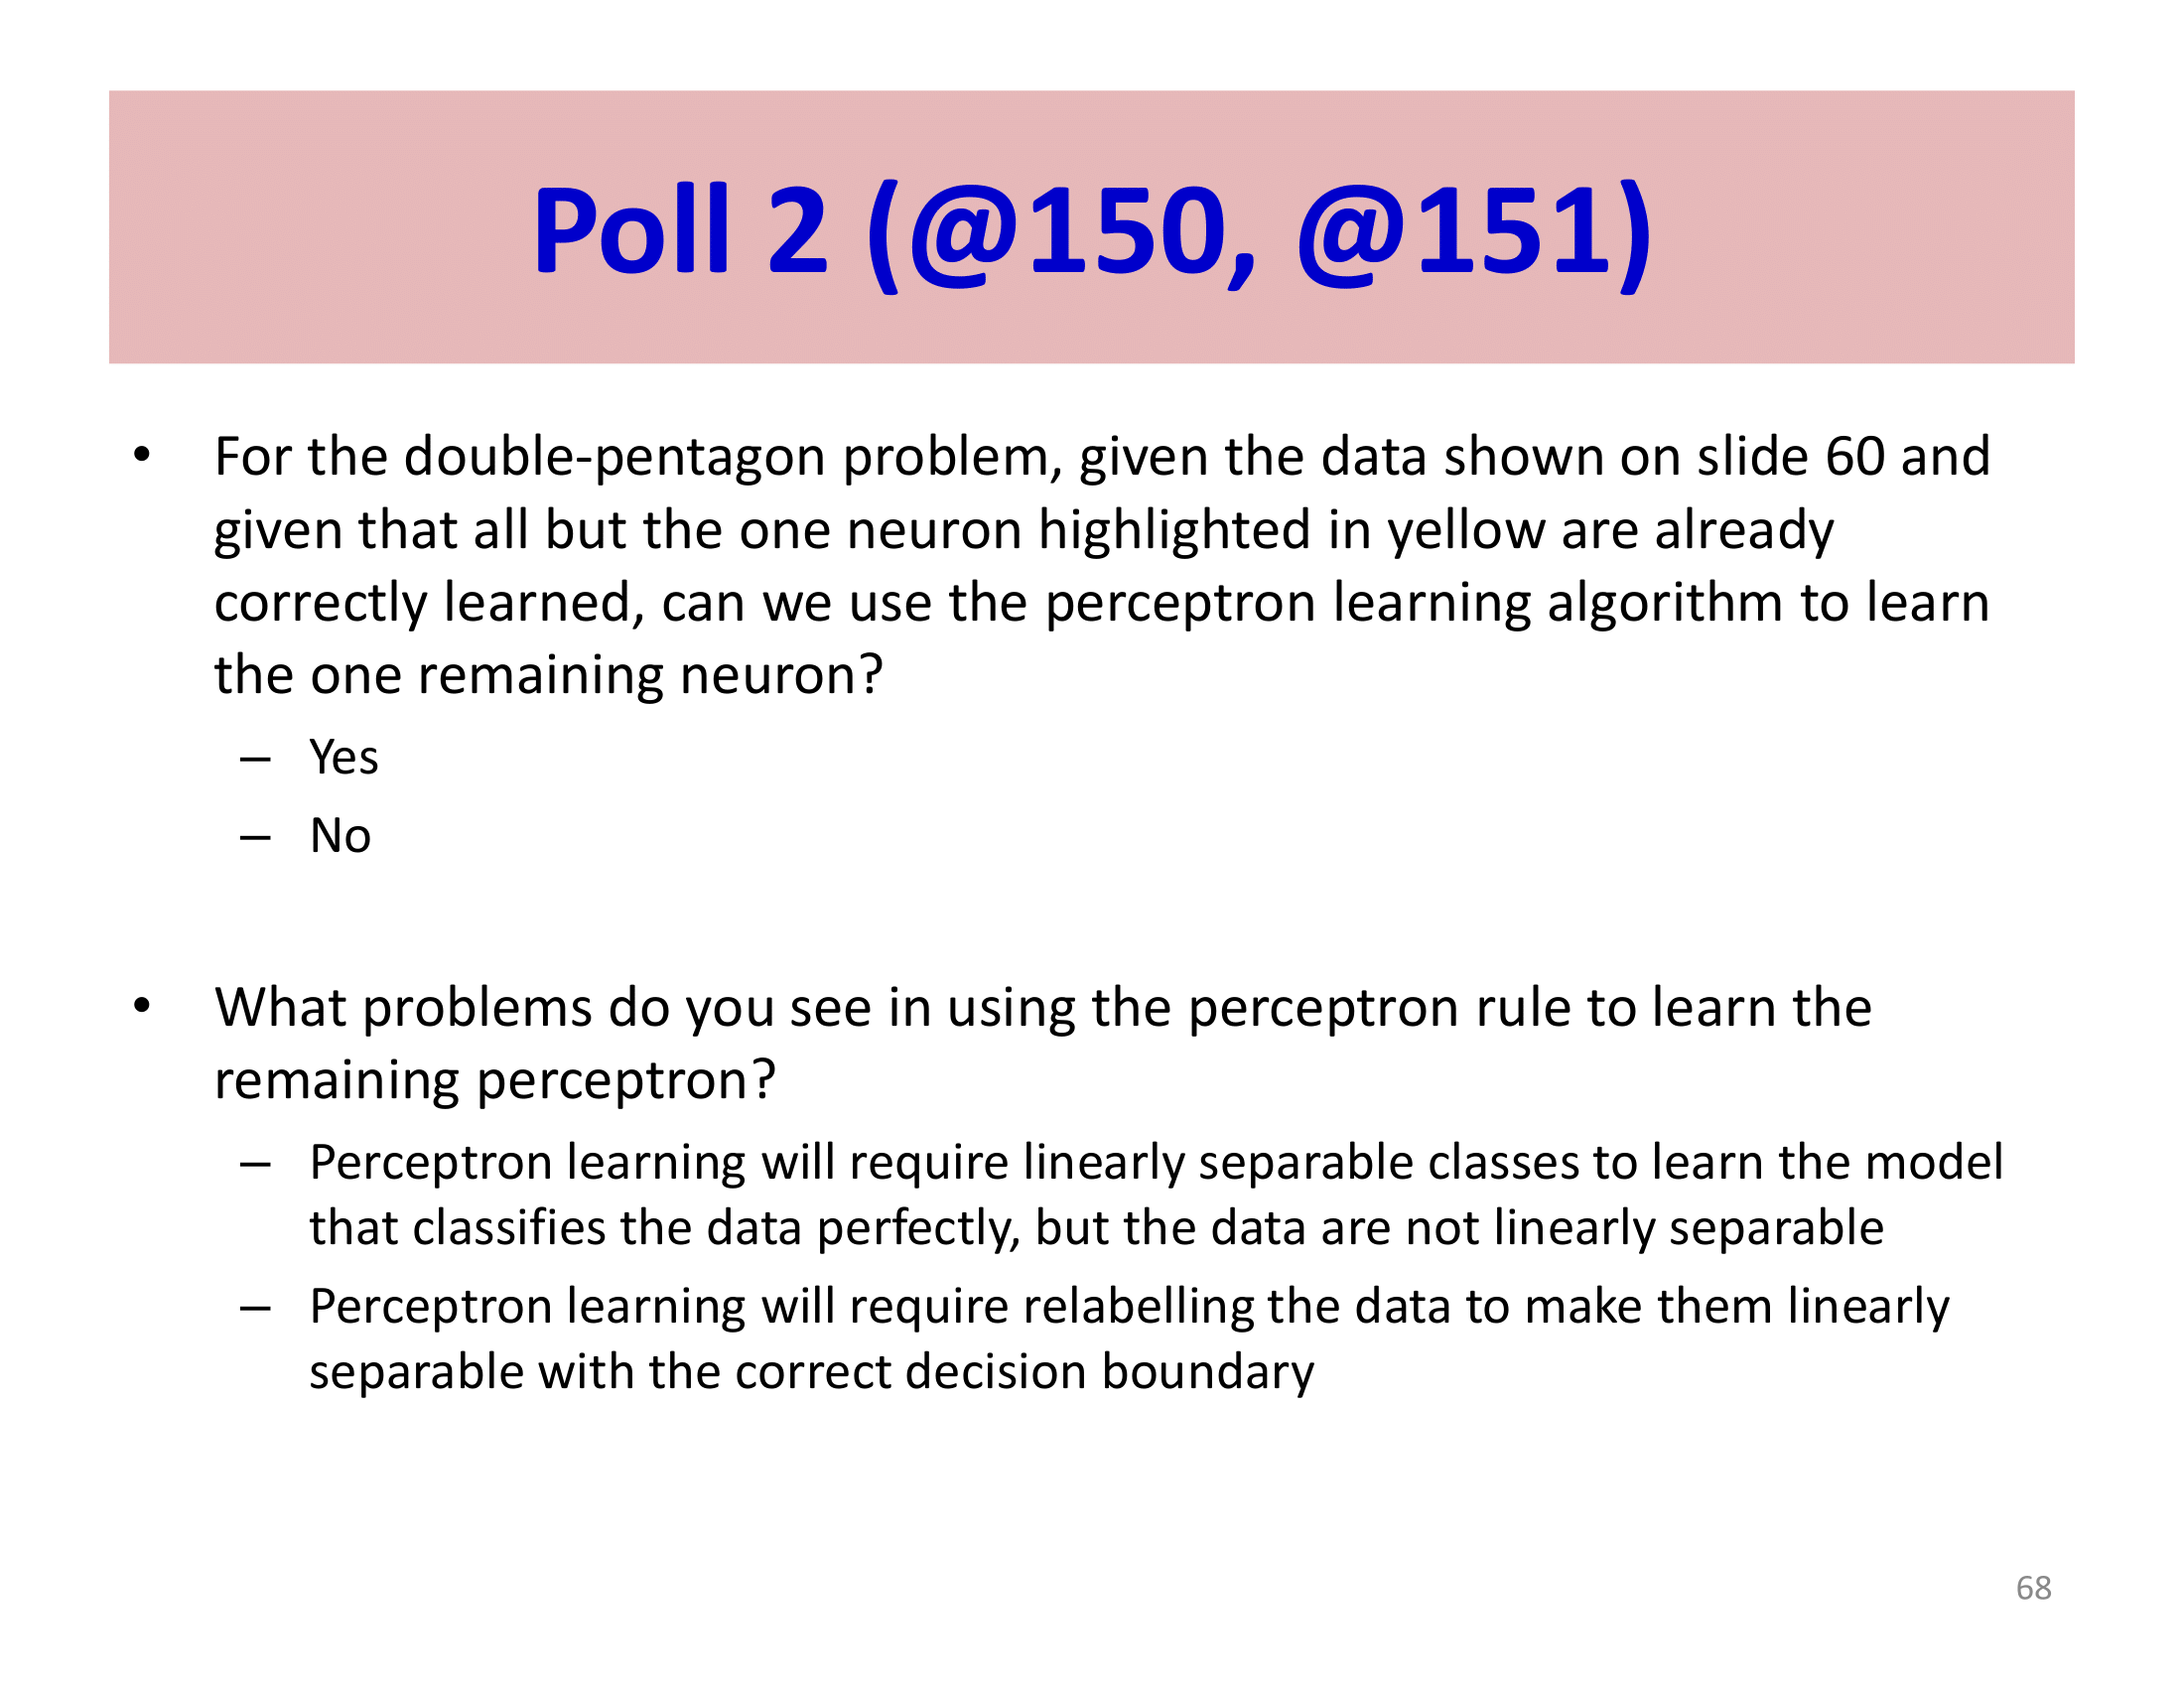 Poll 2 (@150, @151)
• For the double-pentagon problem, given the data shown on slide 60 and
given that all but the one neuron highlighted in yellow are already
correctly learned, can we use the perceptron learning algorithm to learn
the one remaining neuron?
– Yes
– No
• What problems do you see in using the perceptron rule to learn the
remaining perceptron?
– Perceptron learning will require linearly separable classes to learn the model
that classifies the data perfectly, but the data are not linearly separable
– Perceptron learning will require relabelling the data to make them linearly
separable with the correct decision boundary
68